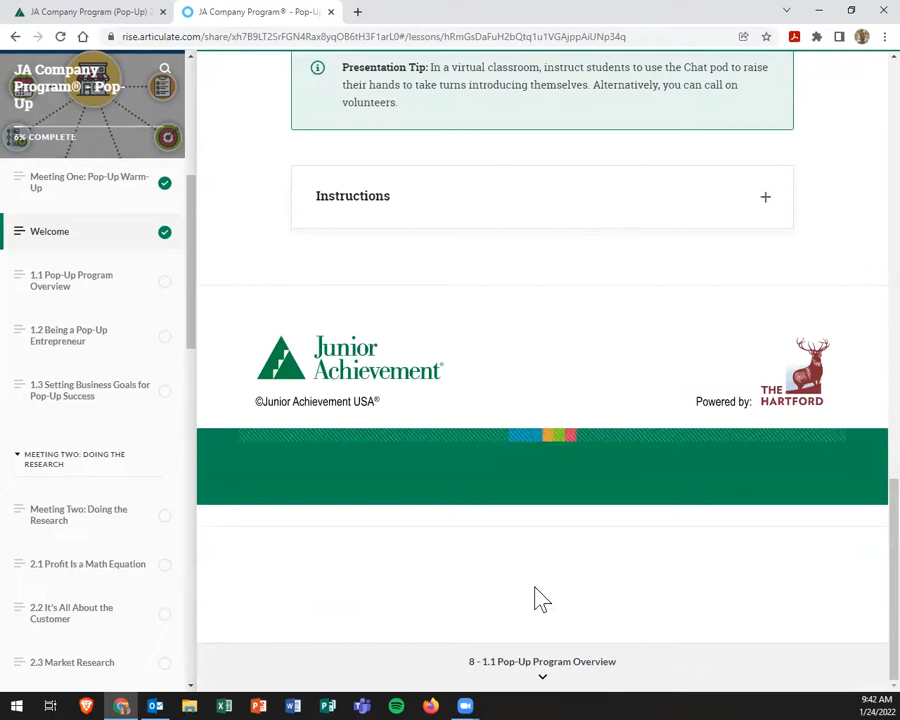 JA Company Program (Pop-Up) 2
JA Company Program® - Pop-Up
rise.articulate.com/share/xh7B9LT2SrFGN4Rax8yqOB6tH3F1arL0#/lessons/hRmGsDaFuH2bQtq1u1VGAjppAiUNp34q
JA Company
Program® - Pop-
Up
6% COMPLETE
Meeting One: Pop-Up Warm-
Up
Welcome
1.1 Pop-Up Program
Overview
1.2 Being a Pop-Up
Entrepreneur
1.3 Setting Business Goals for
Pop-Up Success
MEETING TWO: DOING THE
RESEARCH
Meeting Two: Doing the
Research
2.1 Profit Is a Math Equation
2.2 It's All About the
Customer
2.3 Market Research
Presentation Tip: In a virtual classroom, instruct students to use the Chat pod to raise
their hands to take turns introducing themselves. Alternatively, you can call on
volunteers.
Instructions
Junior
Achievement®
©Junior Achievement USA®
Powered by:
THE
HARTFORD
8 - 1.1 Pop-Up Program Overview
9:42 AM
1/24/2022